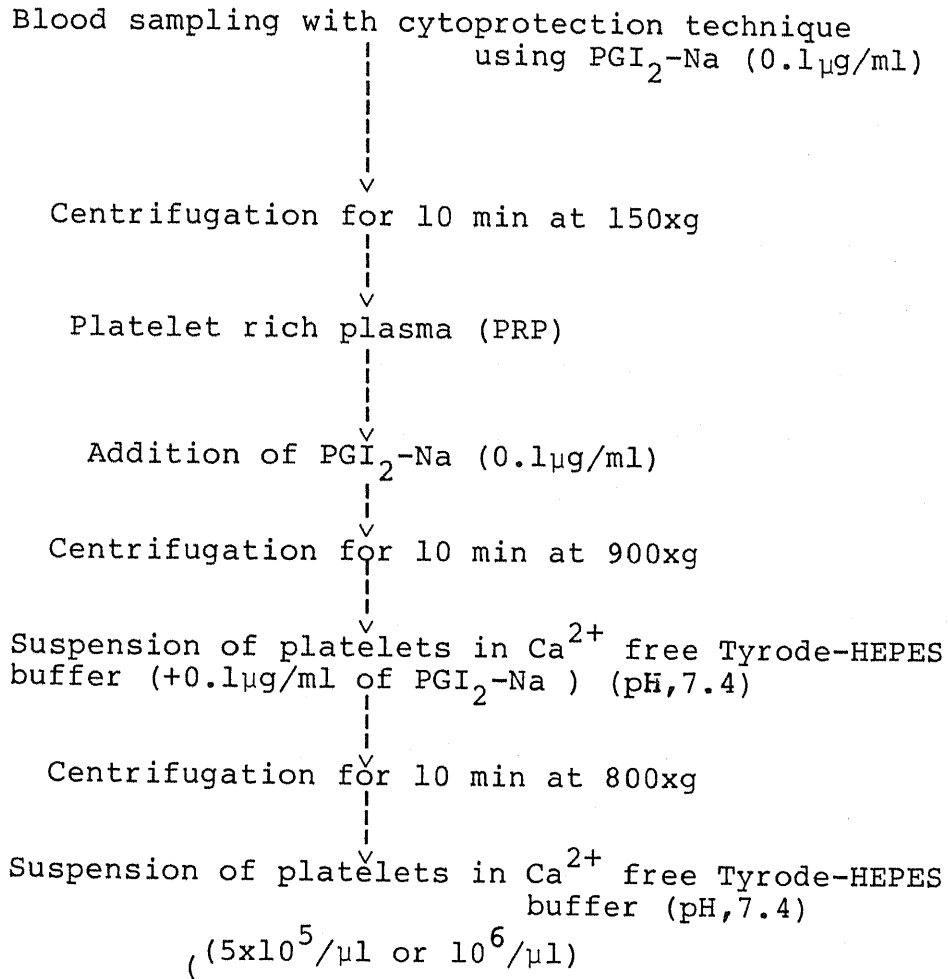 Blood sampling with cytoprotection technique
using PGI₂-Na (0.1µg/ml)
Centrifugation for 10 min at 150xg
Platelet rich plasma (PRP)
Addition of PGI₂-Na (0.1µg/ml)
Centrifugation for 10 min at 900xg
Suspension of platelets in Ca²⁺ free Tyrode-HEPES
buffer (+0.1µg/ml of PGI₂-Na ) (pH,7.4)
Centrifugation for 10 min at 800xg
Suspension of platelets in Ca²⁺ free Tyrode-HEPES
buffer (pH,7.4)
( (5x10⁵/µl or 10⁶/µl)